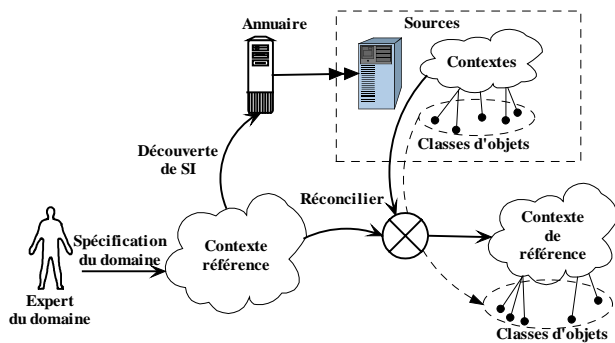 Annuaire
Sources
Contextes
Classes d'objets
Découverte
de SI
Réconcilier
Spécification
du domaine
Contexte
référence
Contexte
de
référence
Expert
du domaine
Classes d'objets